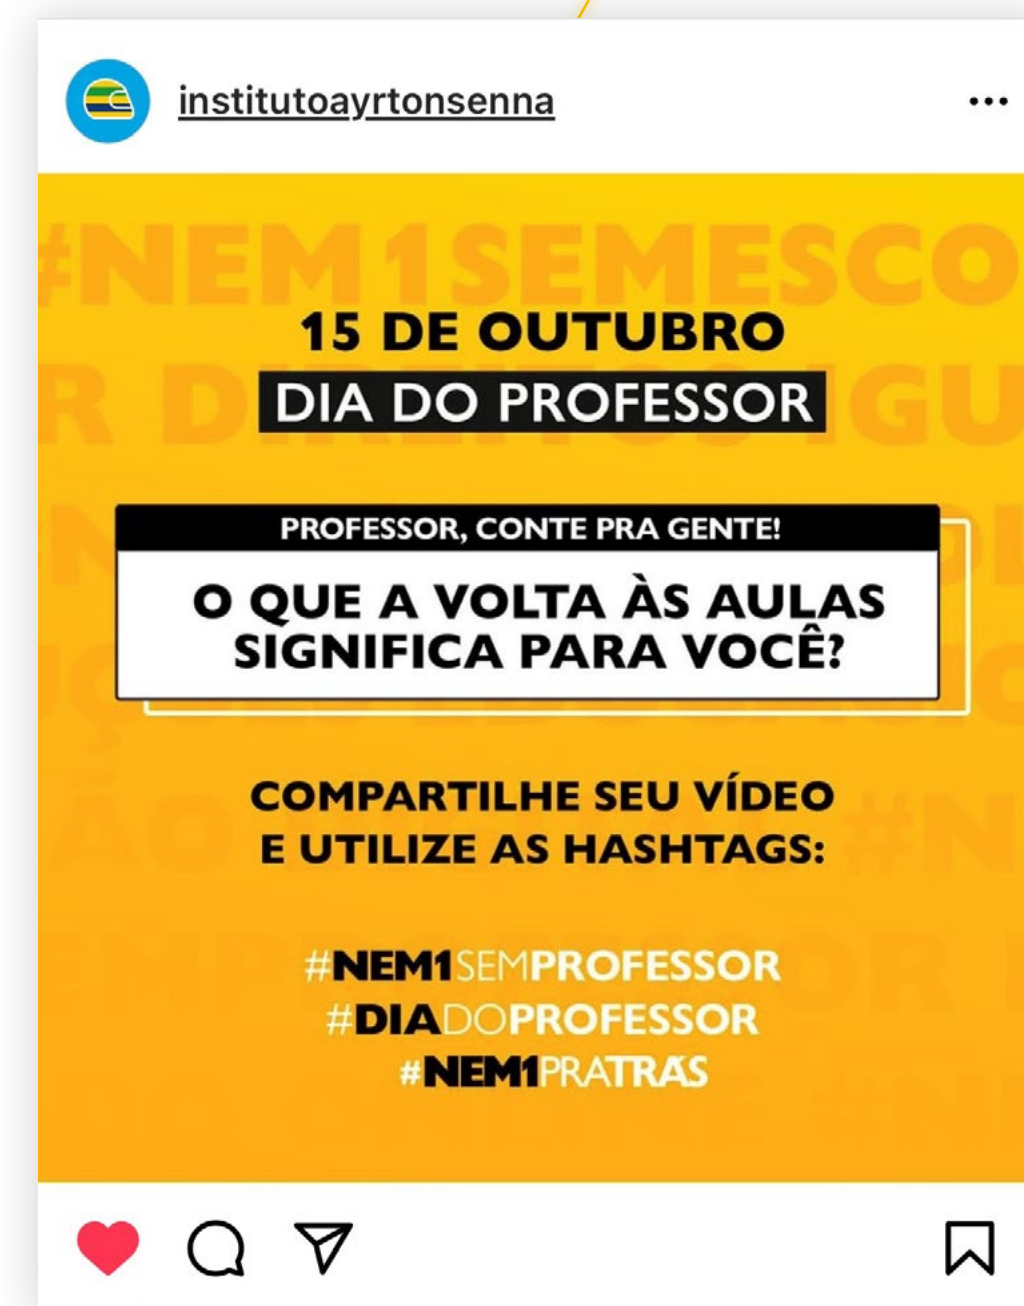 institutoayrtonsenna
#NEM1SEMESCO
15 DE OUTUBRO
DIA DO PROFESSOR
PROFESSOR, CONTE PRA GENTE!
O QUE A VOLTA ÀS AULAS
SIGNIFICA PARA VOCÊ?
COMPARTILHE SEU VÍDEO
E UTILIZE AS HASHTAGS:
#NEM1SEMPROFESSOR
#DIADOPROFESSOR
#NEM1PRATRÁS